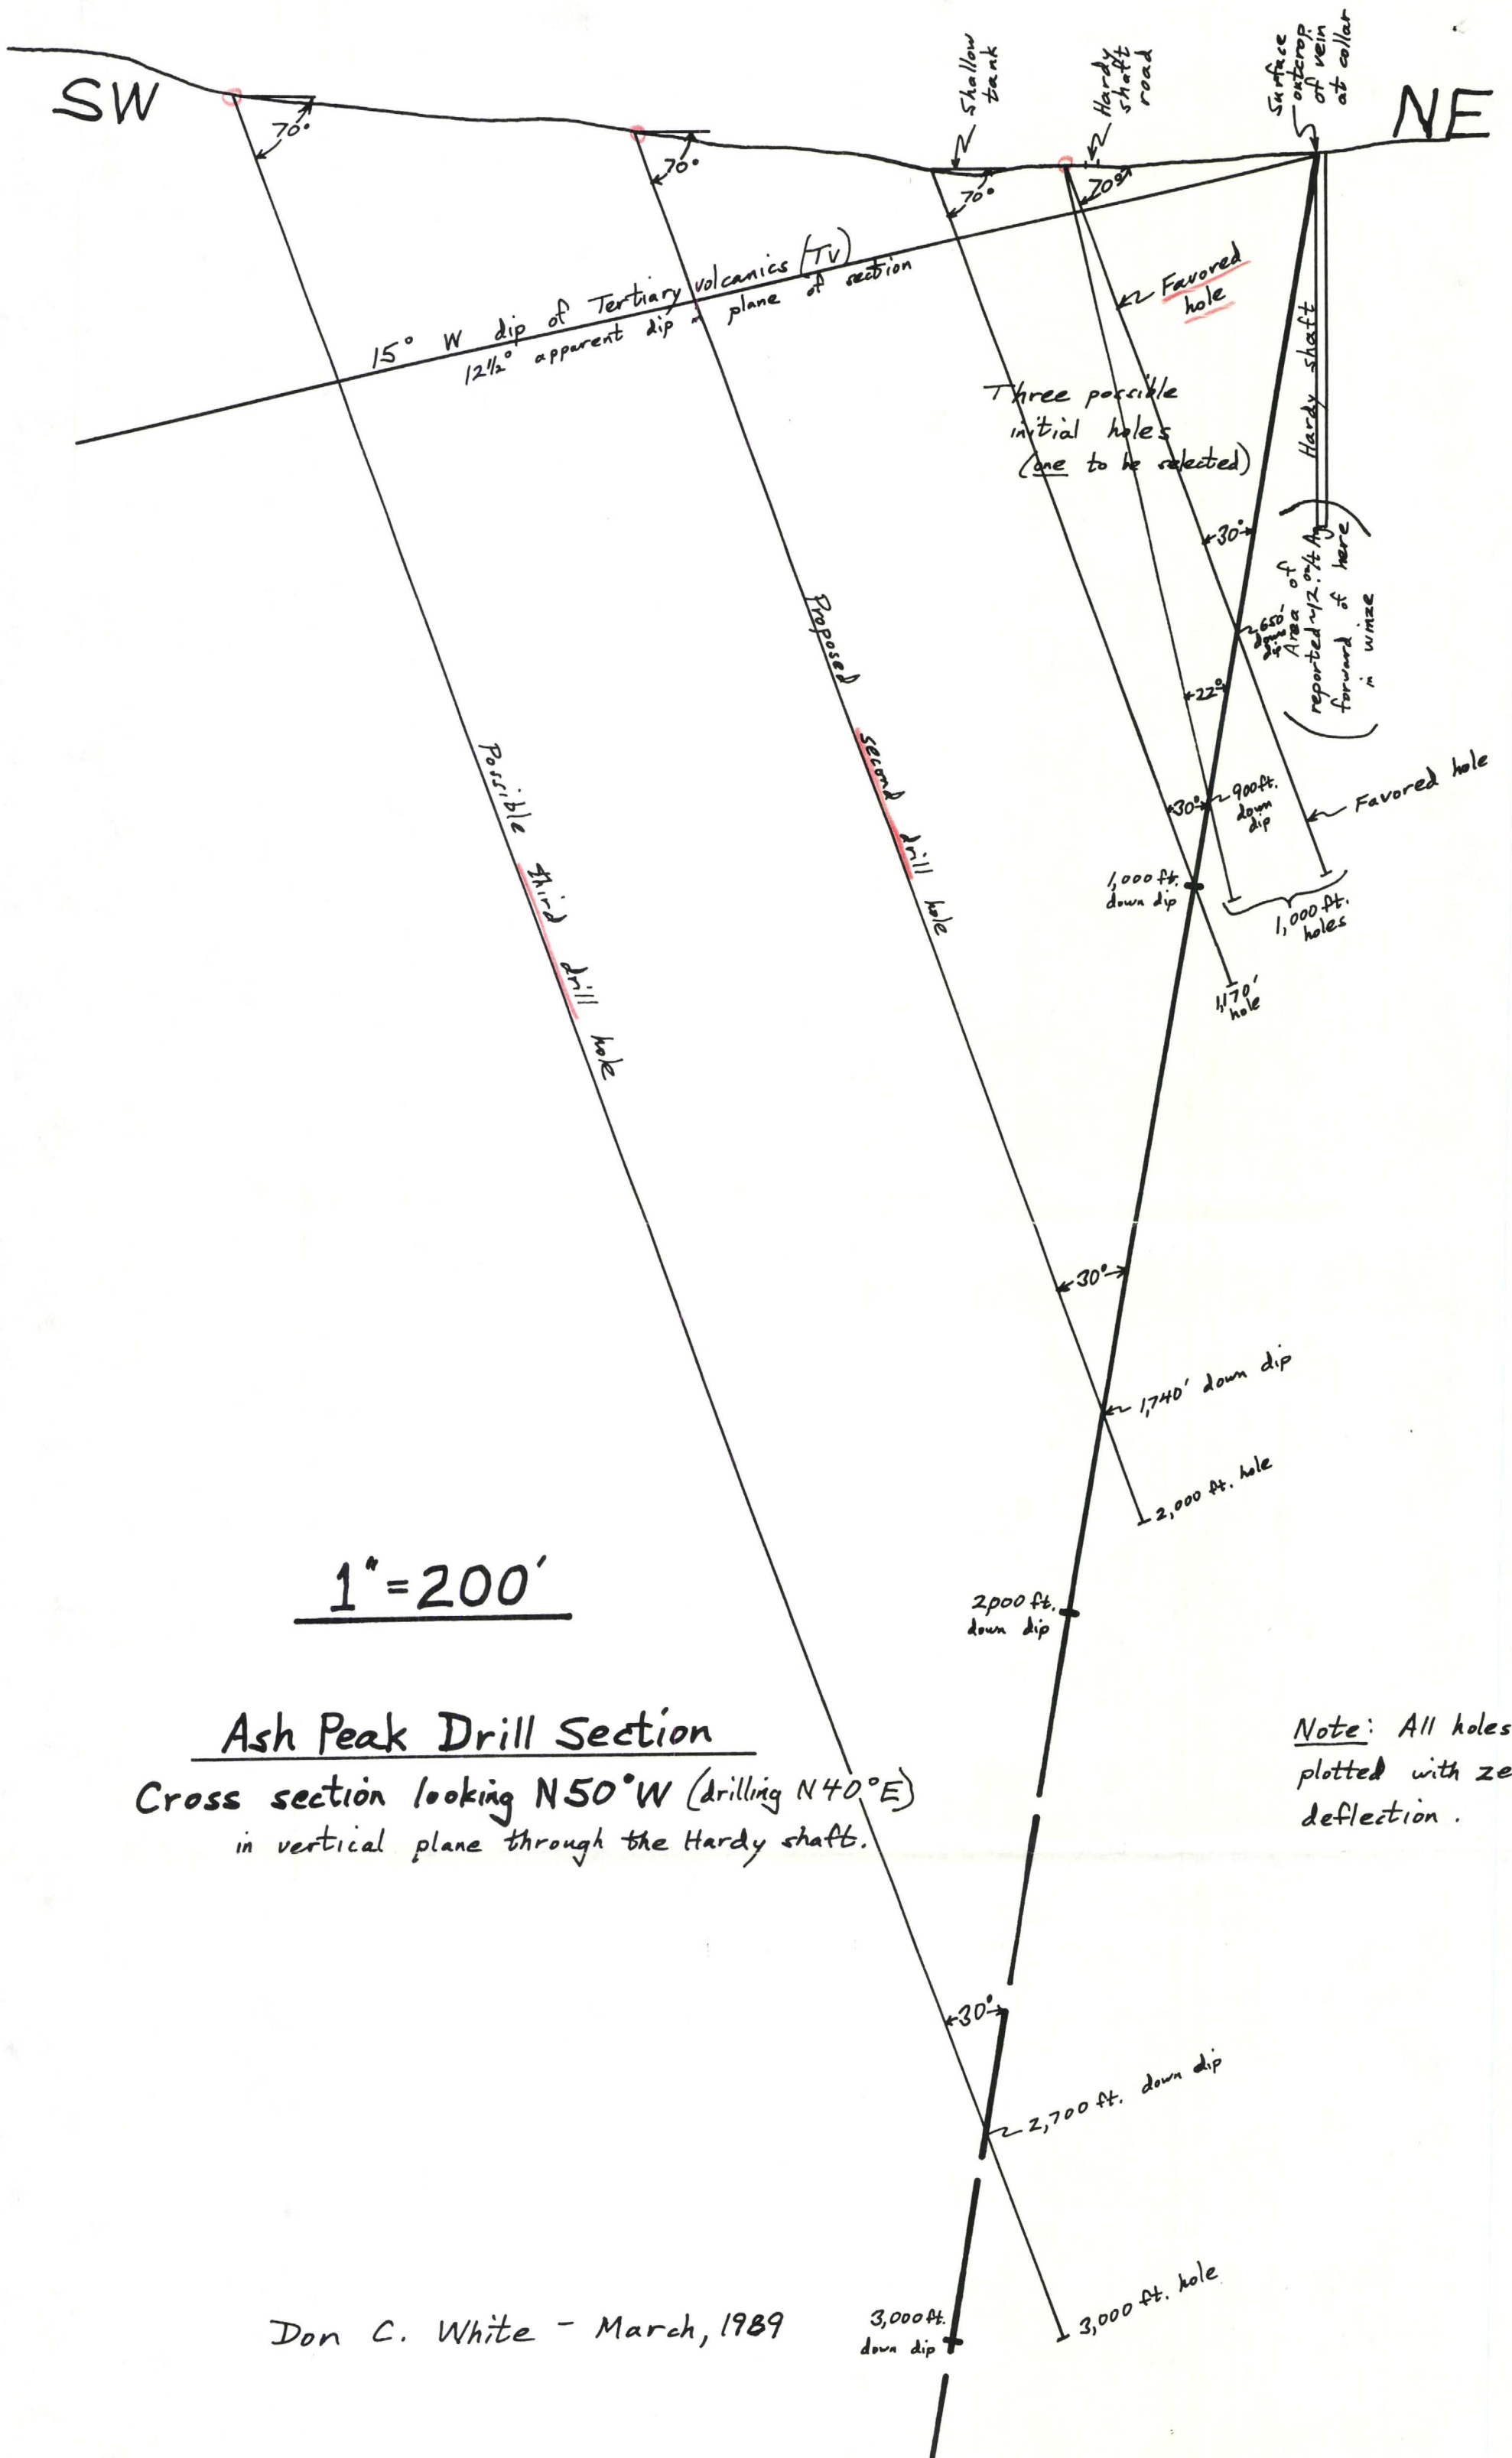 SW
NE
Shallow
tank
Hardy
shaft
road
Surface
outcrop
of vein
at collar
70°
70°
70°
70°
15° W dip of Tertiary volcanics (Tv)
12½° apparent dip in plane of section
Favored
hole
Three possible
initial holes
(one to be selected)
Hardy shaft
30°
650'
down
dip
Area of
forward of here
in winze
22°
30°
900 ft.
down
dip
Favored hole
1,000 ft.
down dip
1,000 ft.
holes
1,170'
hole
Proposed second drill hole
Possible third drill hole
30°
1,740' down dip
2,000 ft. hole
1" = 200'
2,000 ft.
down dip
Ash Peak Drill Section
Cross section looking N50°W (drilling N40°E)
in vertical plane through the Hardy shaft.
Note: All holes
plotted with ze
deflection.
30°
2,700 ft. down dip
3,000 ft. hole
3,000 ft.
down dip
Don C. White - March, 1989